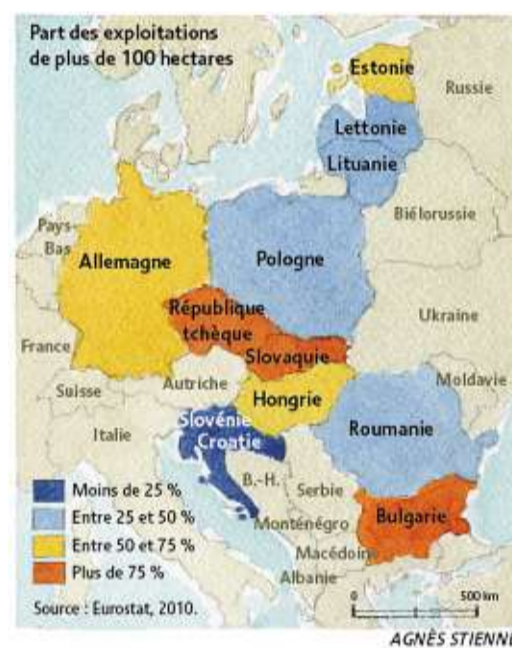 Part des exploitations
de plus de 100 hectares
Estonie
Russie
Lettonie
Lituanie
Biélorussie
Pays-
Bas
Allemagne
Pologne
République
tchèque
Ukraine
France
Slovaquie
Autriche
Moldavie
Suisse
Hongrie
Slovénie
Croatie
Italie
Roumanie
B.-H.
Serbie
Moins de 25 %
Entre 25 et 50 %
Monténégro
Bulgarie
Entre 50 et 75 %
Macédoine
Plus de 75 %
Albanie
Source : Eurostat, 2010.
0 500 km
AGNÈS STIENNE